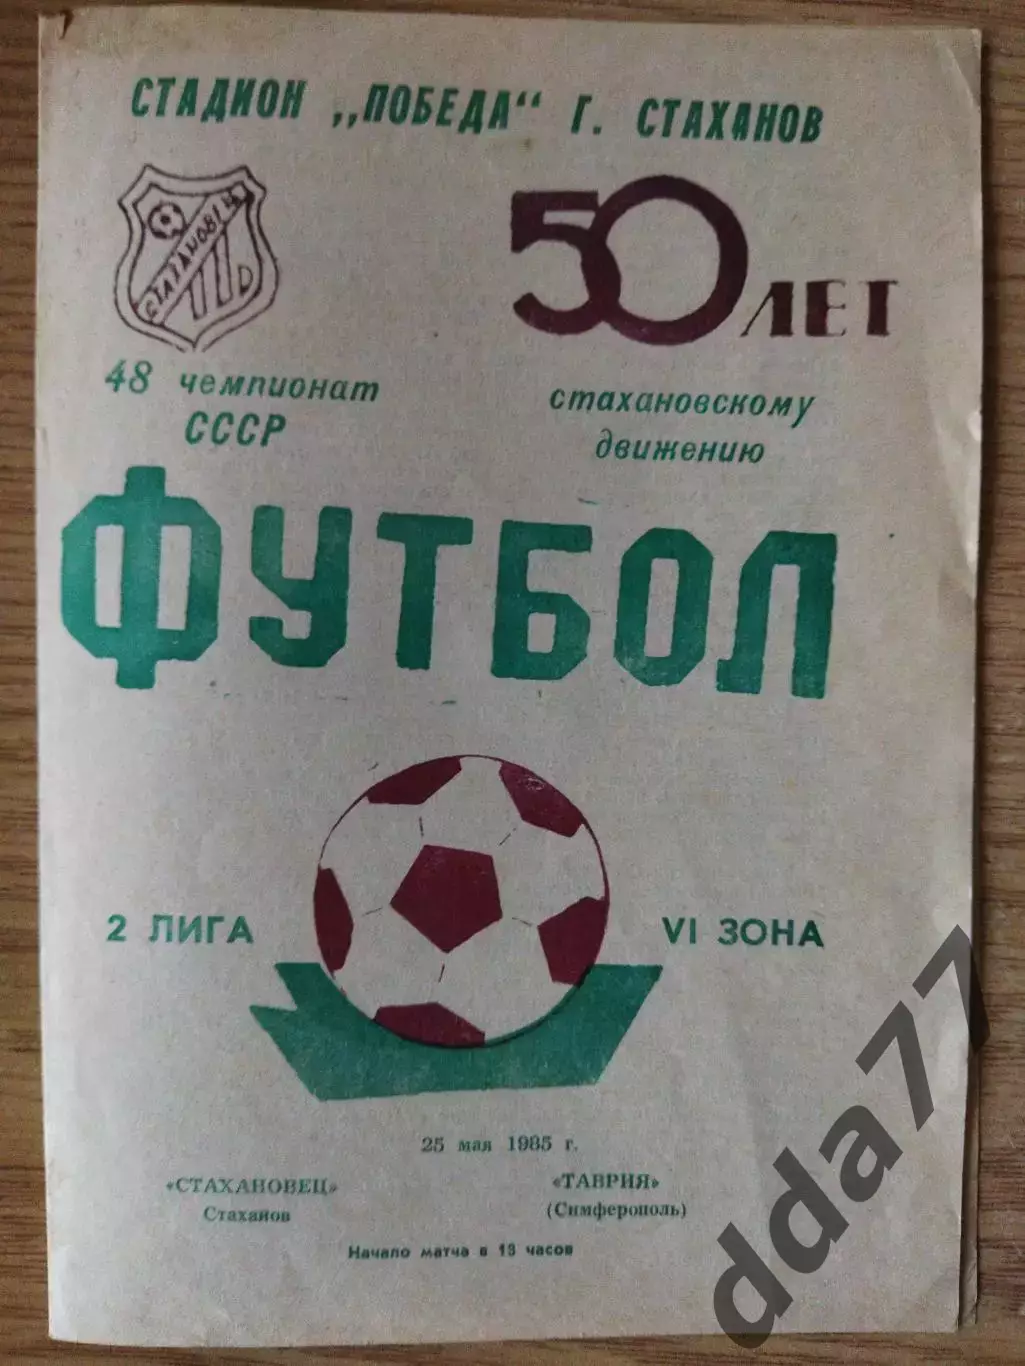 СТАДИОН „ПОБЕДА“ Г. СТАХАНОВ
СТАХАНОВЕЦ
50 ЛЕТ
48 чемпионат
СССР
стахановскому
движению
ФУТБОЛ
2 ЛИГА
VI ЗОНА
25 мая 1985 г.
«СТАХАНОВЕЦ»
Стаханов
«ТАВРИЯ»
(Симферополь)
Начало матча в 13 часов
dda77